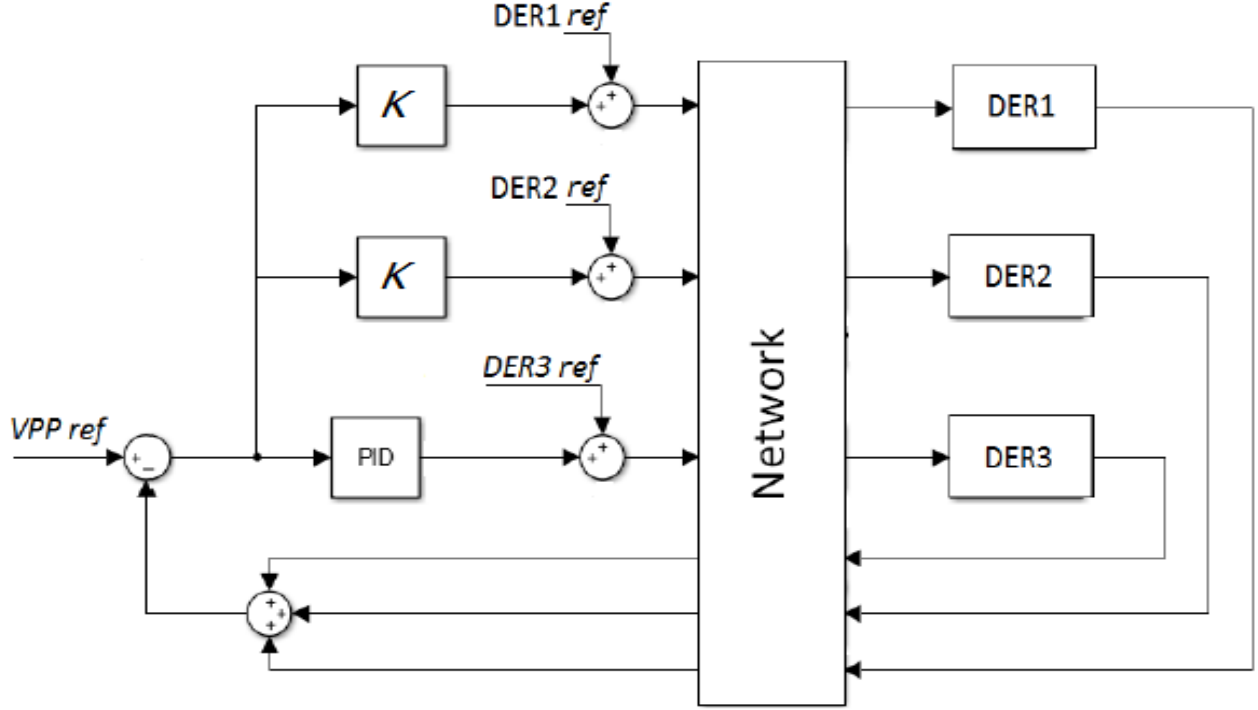 DER1 ref
K
DER1
DER2 ref
K
DER2
DER3 ref
VPP ref
PID
DER3
Network